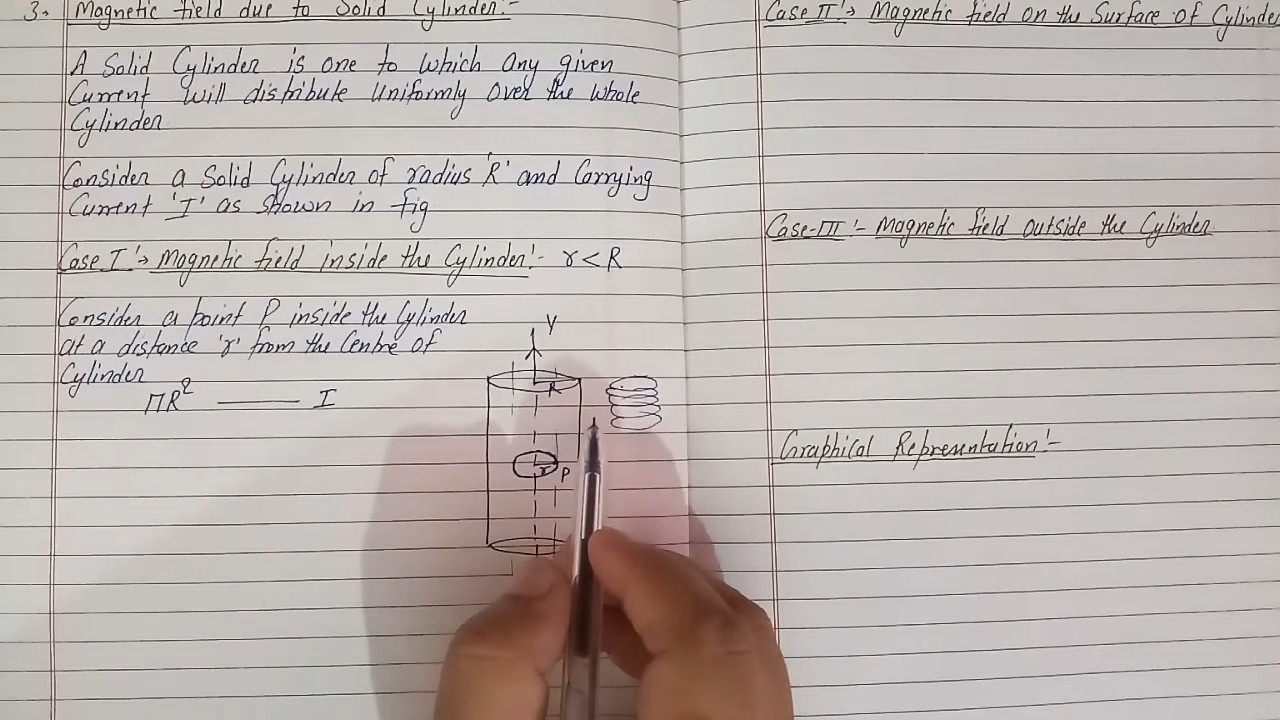 3. Magnetic field due to Solid Cylinder:-
A Solid Cylinder is one to which any given
Current will distribute uniformly over the whole
Cylinder
Consider a Solid Cylinder of radius 'R' and Carrying
Current 'I' as shown in fig
Case I :→ Magnetic field inside the Cylinder:- r < R
Consider a point P inside the Cylinder
at a distance 'r' from the Centre of
Cylinder
ΠR² —— I
Y
R
r
P
Case II :→ Magnetic field on the Surface of Cylinder
Case-III :- Magnetic field outside the Cylinder
Graphical Representation:-